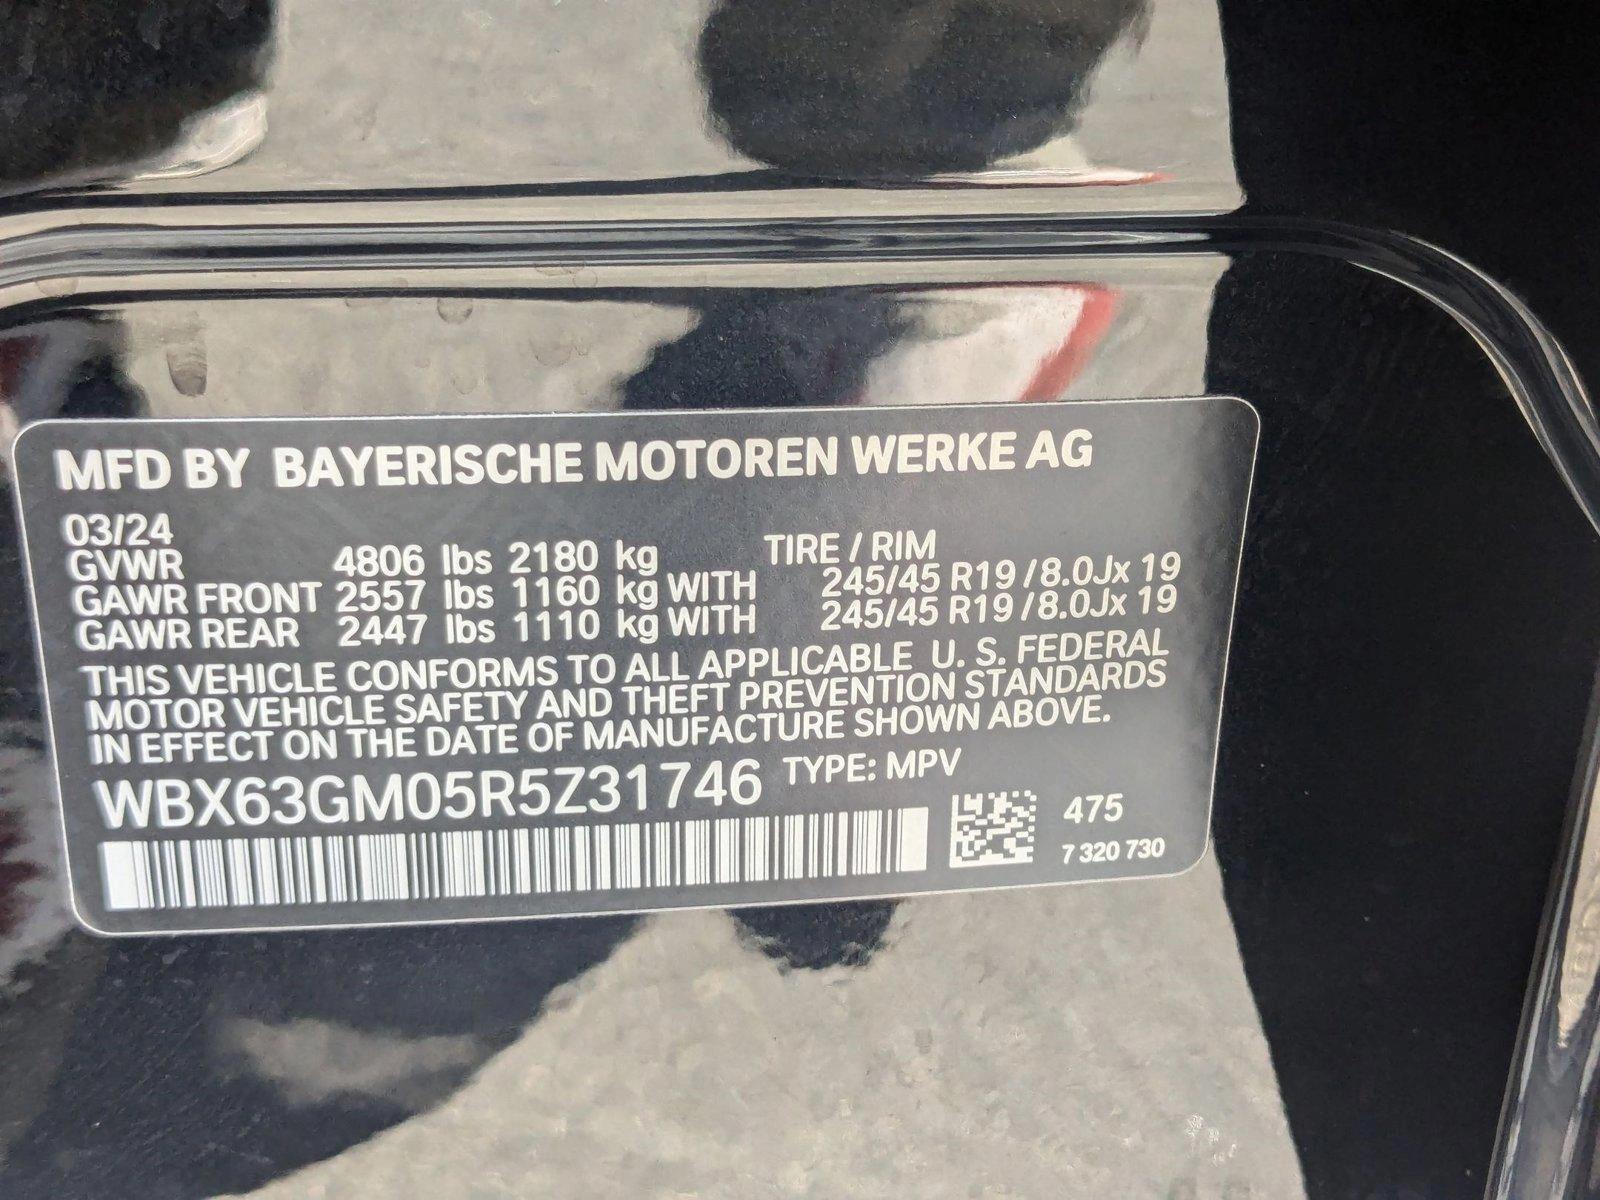 MFD BY BAYERISCHE MOTOREN WERKE AG
03/24
GVWR 4806 lbs 2180 kg TIRE / RIM
GAWR FRONT 2557 lbs 1160 kg WITH 245/45 R19 / 8.0Jx 19
GAWR REAR 2447 lbs 1110 kg WITH 245/45 R19 / 8.0Jx 19
THIS VEHICLE CONFORMS TO ALL APPLICABLE U. S. FEDERAL
MOTOR VEHICLE SAFETY AND THEFT PREVENTION STANDARDS
IN EFFECT ON THE DATE OF MANUFACTURE SHOWN ABOVE.
WBX63GM05R5Z31746 TYPE: MPV
475
7 320 730